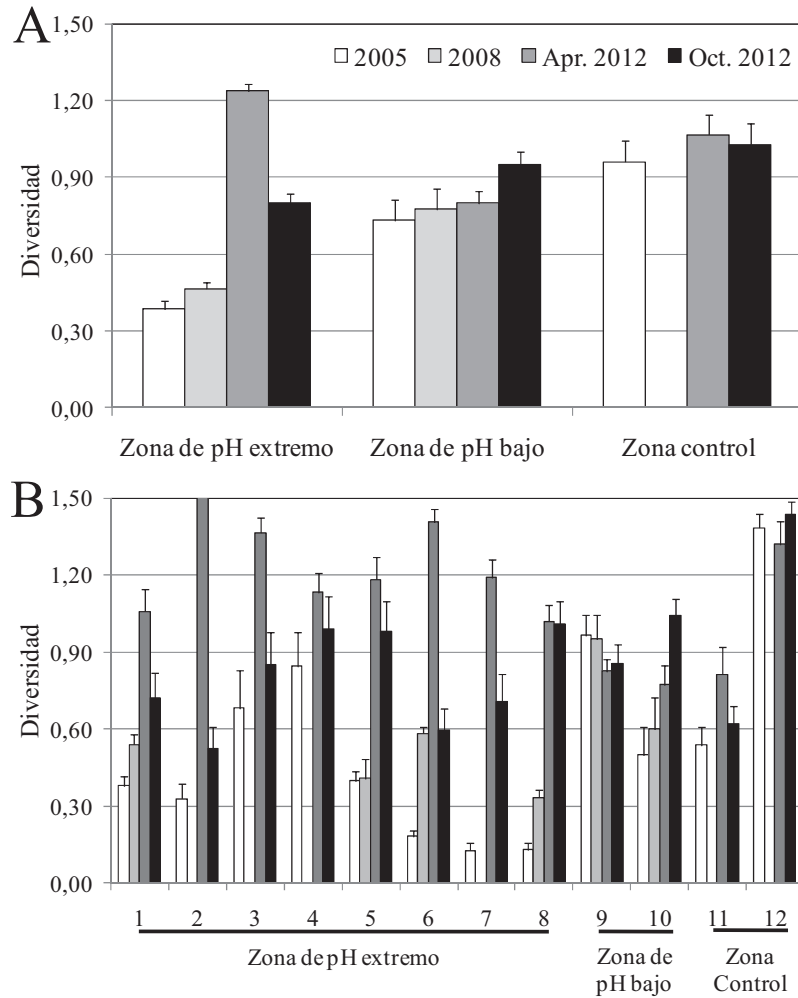 A
1,50
2005 2008 Apr. 2012 Oct. 2012
1,20
0,90
0,60
0,30
0,00
Diversidad
Zona de pH extremo Zona de pH bajo Zona control
B
1,50
1,20
0,90
0,60
0,30
0,00
Diversidad
1 2 3 4 5 6 7 8 9 10 11 12
Zona de pH extremo
Zona de
pH bajo
Zona
Control